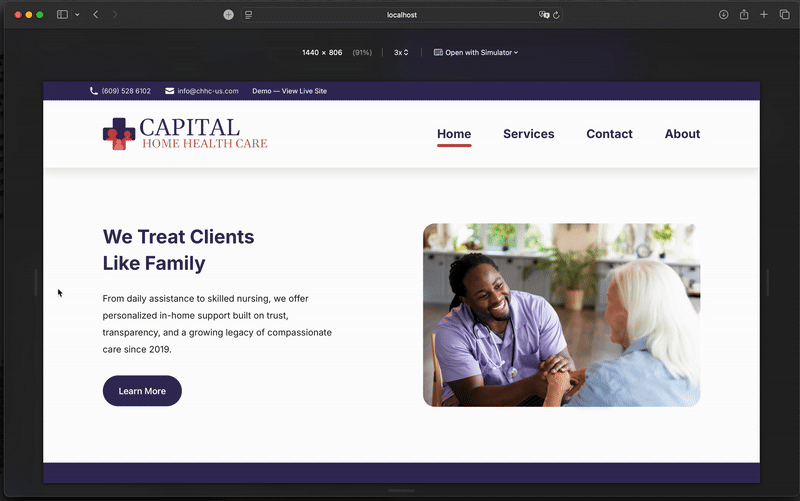 localhost
1440 × 806 (91%) 3x Open with Simulator
(609) 528 6102 info@chhc-us.com Demo — View Live Site
CAPITAL
HOME HEALTH CARE
Home Services Contact About
We Treat Clients
Like Family
From daily assistance to skilled nursing, we offer
personalized in-home support built on trust,
transparency, and a growing legacy of compassionate
care since 2019.
Learn More